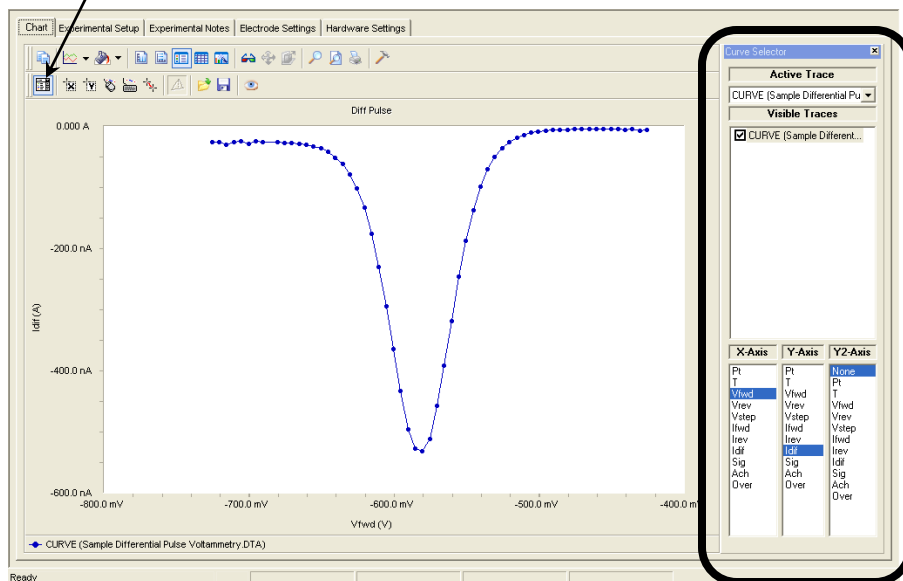 Chart Experimental Setup Experimental Notes Electrode Settings Hardware Settings
Diff Pulse
0.000 A
-200.0 nA
-400.0 nA
-600.0 nA
Idif (A)
-800.0 mV -700.0 mV -600.0 mV -500.0 mV -400.0 m
Vfwd (V)
CURVE (Sample Differential Pulse Voltammetry.DTA)
Curve Selector
Active Trace
CURVE (Sample Differential Pu
Visible Traces
CURVE (Sample Different...
X-Axis Y-Axis Y2-Axis
Pt Pt None
T T Pt
Vfwd Vfwd T
Vrev Vrev Vfwd
Vstep Vstep Vrev
Ifwd Ifwd Vstep
Irev Irev Ifwd
Idif Idif Irev
Sig Sig Idif
Ach Ach Sig
Over Over Ach
Over
Ready